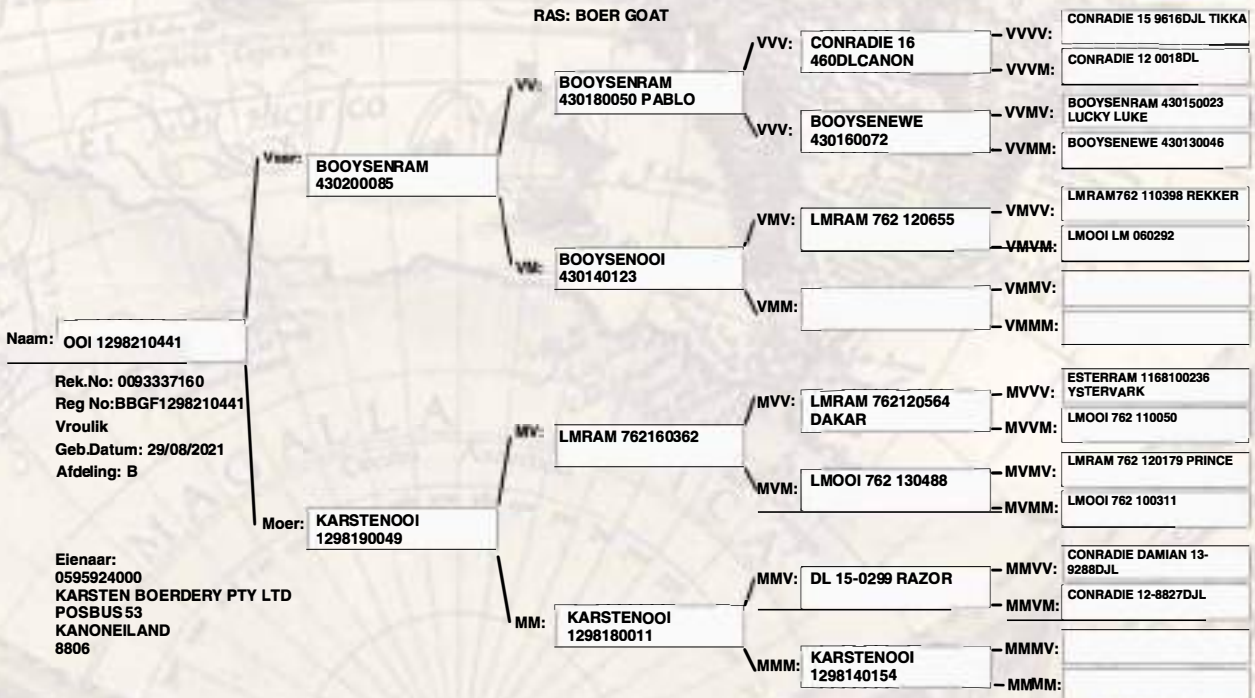 RAS: BOER GOAT
Naam: OOI 1298210441
Rek.No: 0093337160
Reg No:BBGF1298210441
Vroulik
Geb.Datum: 29/08/2021
Afdeling: B
Eienaar:
0595924000
KARSTEN BOERDERY PTY LTD
POSBUS 53
KANONEILAND
8806
Vaar:
BOOYSENRAM
430200085
Moer:
KARSTENOOI
1298190049
VV:
BOOYSENRAM
430180050 PABLO
VM:
BOOYSENOOI
430140123
MV:
LMRAM 762160362
MM:
KARSTENOOI
1298180011
VVV:
CONRADIE 16
460DLCANON
VVV:
BOOYSENEWE
430160072
VMV:
LMRAM 762 120655
VMM:
MVV:
LMRAM 762120564
DAKAR
MVM:
LMOOI 762 130488
MMV:
DL 15-0299 RAZOR
MMM:
KARSTENOOI
1298140154
VVVV:
CONRADIE 15 9616DJL TIKKA
VVVM:
CONRADIE 12 0018DL
VVMV:
BOOYSENRAM 430150023
LUCKY LUKE
VVMM:
BOOYSENEWE 430130046
VMVV:
LMRAM762 110398 REKKER
VMVM:
LMOOI LM 060292
VMMV:
VMMM:
MVVV:
ESTERRAM 1168100236
YSTERVARK
MVVM:
LMOOI 762 110050
MVMV:
LMRAM 762 120179 PRINCE
MVMM:
LMOOI 762 100311
MMVV:
CONRADIE DAMIAN 13-
9288DJL
MMVM:
CONRADIE 12-8827DJL
MMMV:
MMMM: